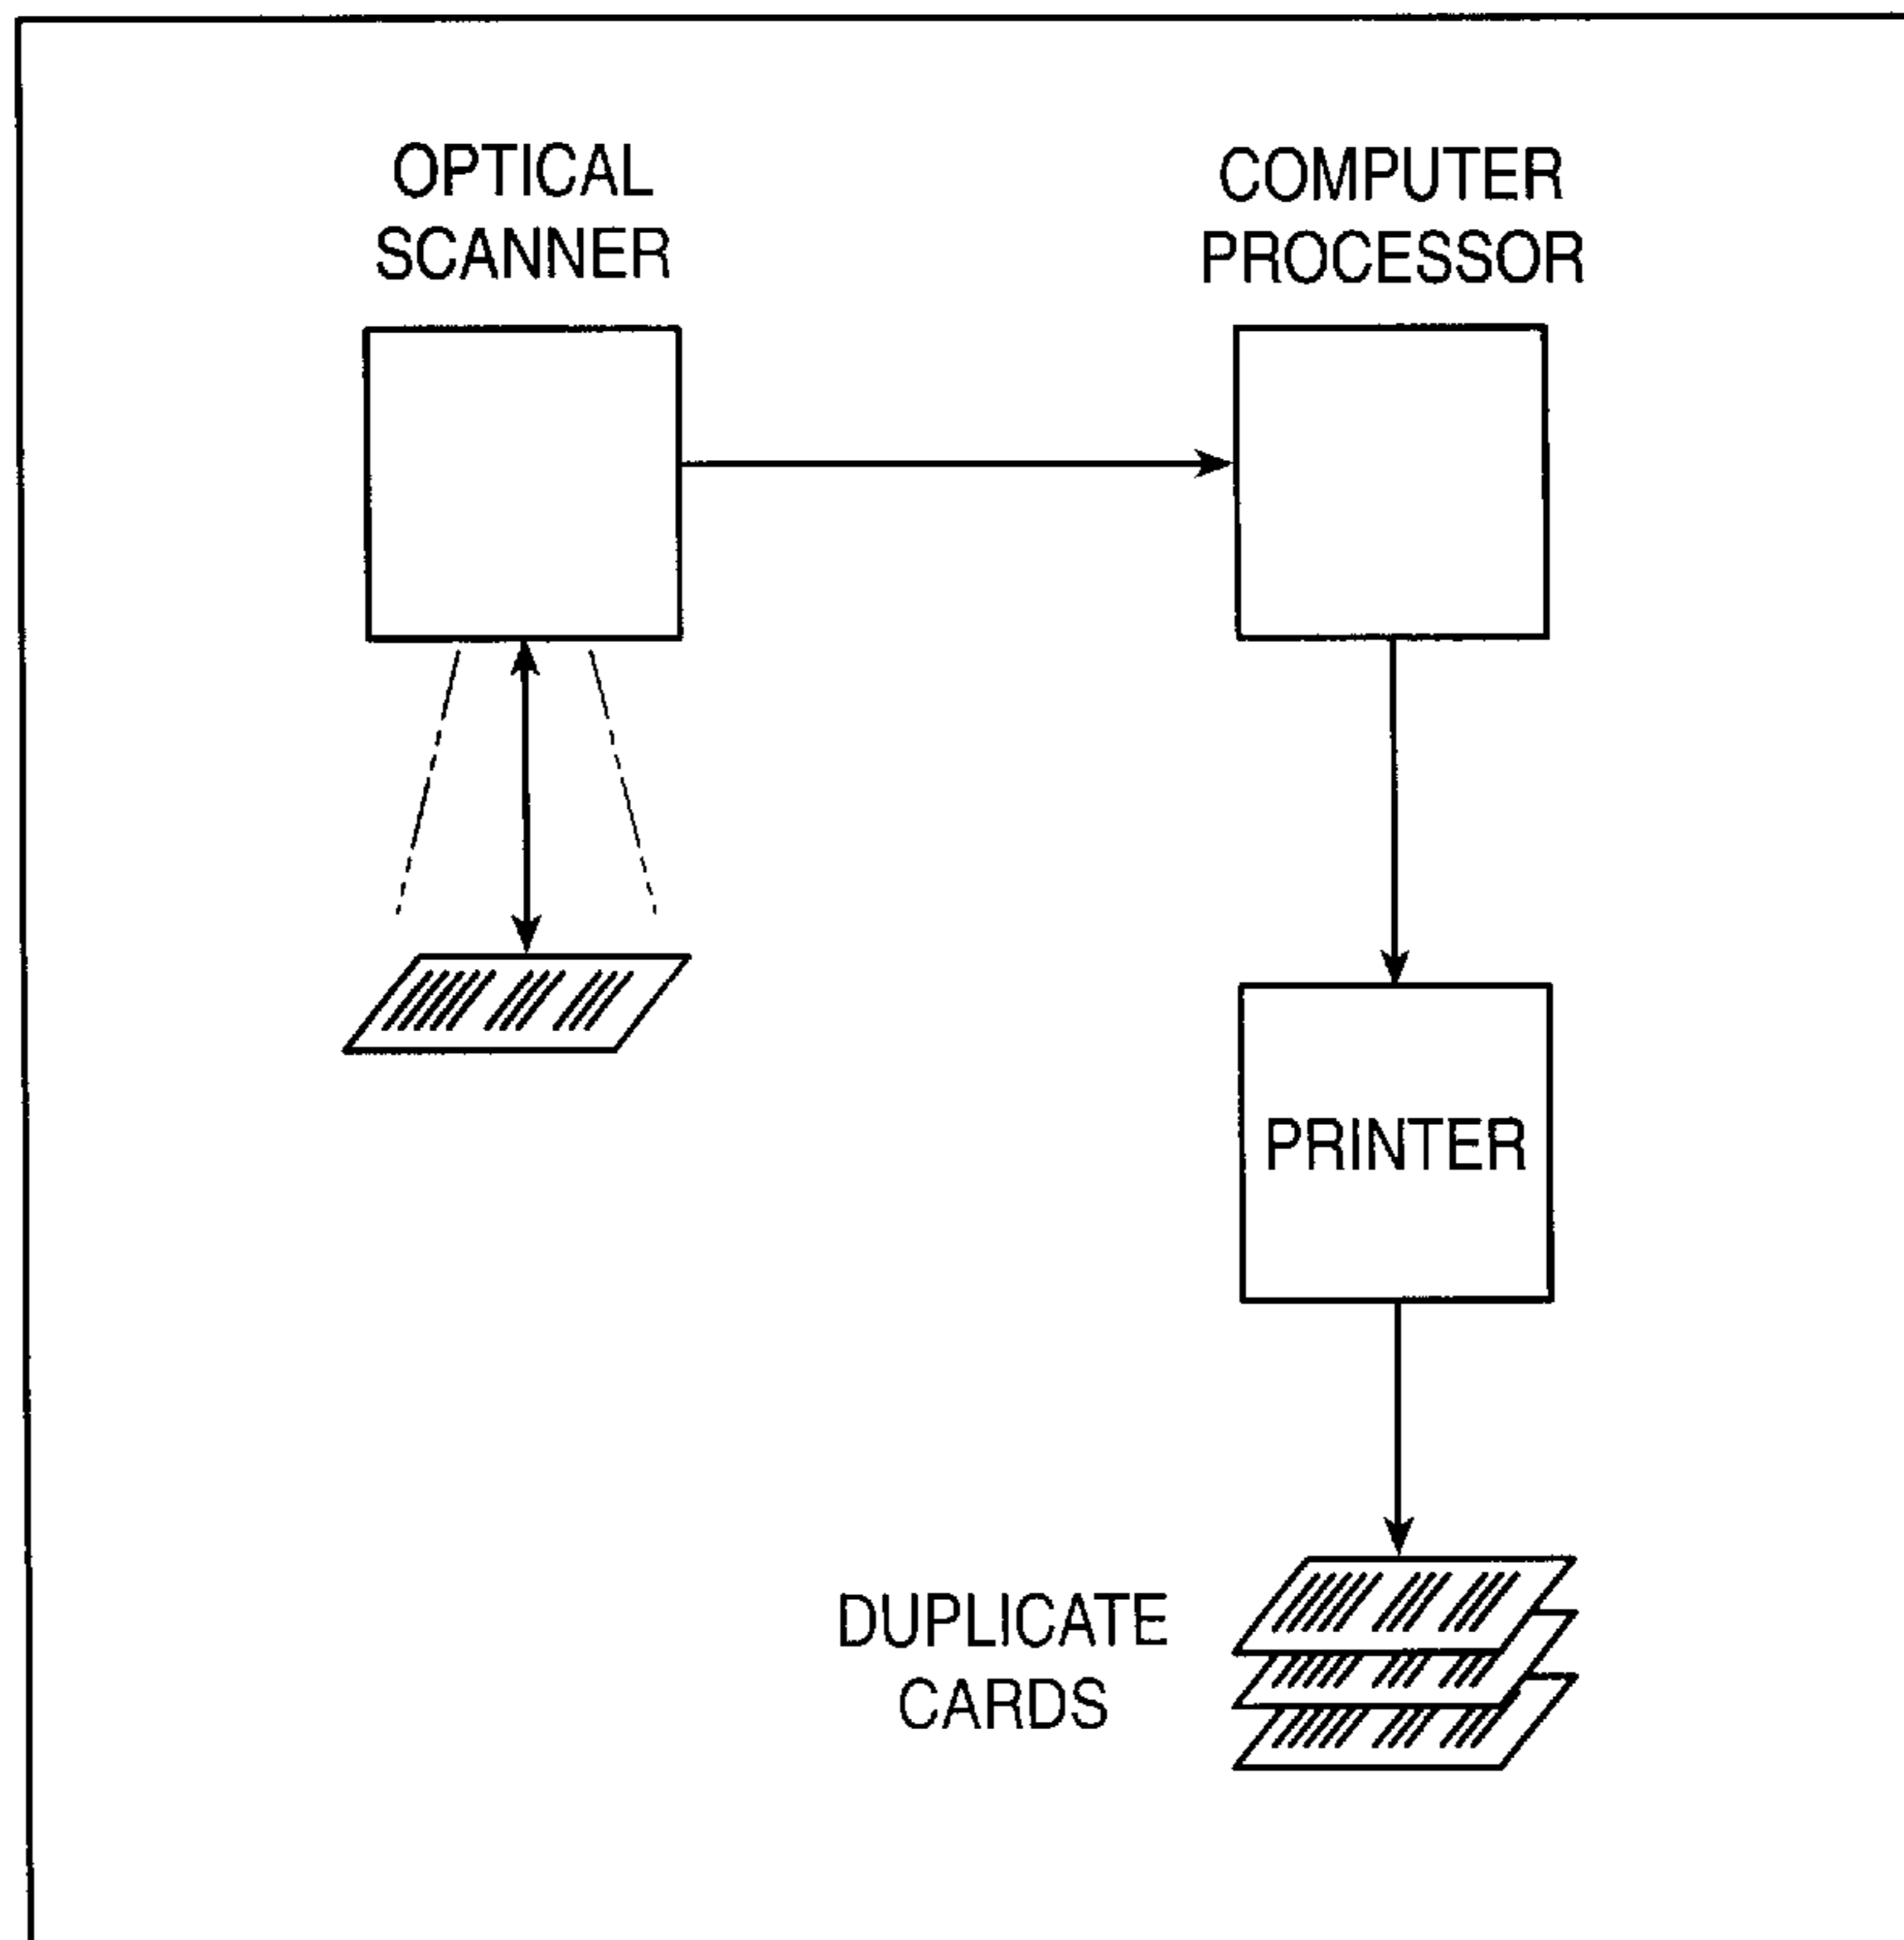 OPTICAL
SCANNER
COMPUTER
PROCESSOR
PRINTER
DUPLICATE
CARDS